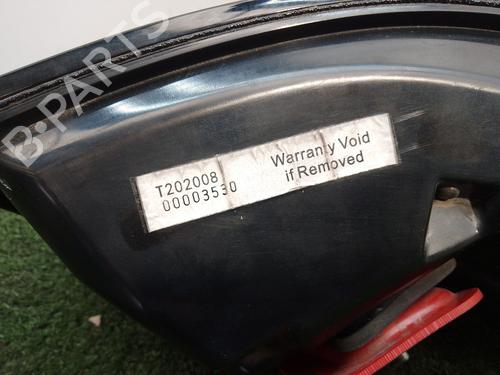 B-PARTS
T202008
00003530
Warranty Void
if Removed